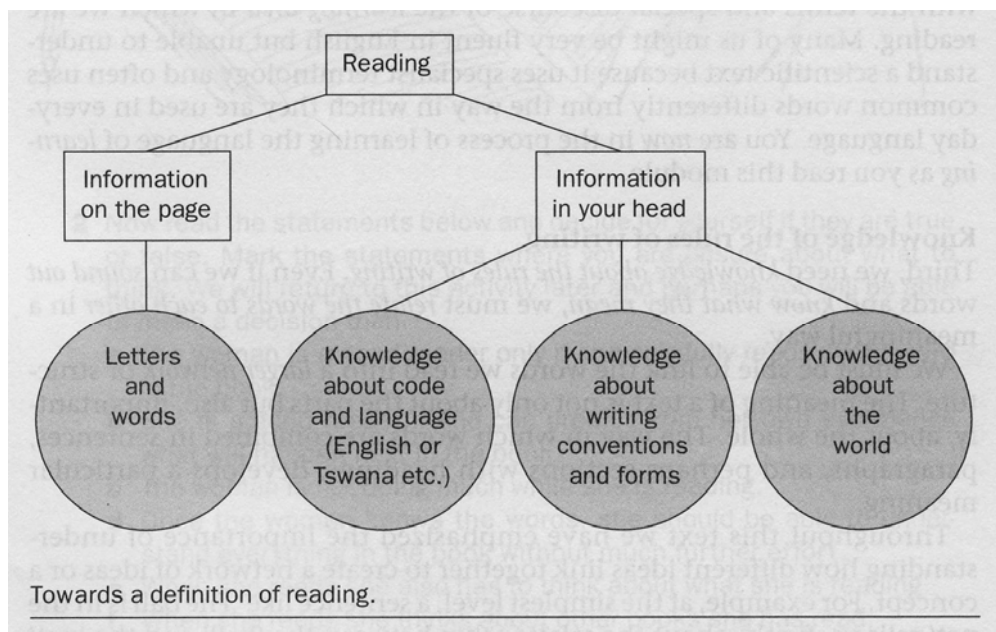 Reading
Information
on the page
Information
in your head
Letters
and
words
Knowledge
about code
and language
(English or
Tswana etc.)
Knowledge
about
writing
conventions
and forms
Knowledge
about
the
world
Towards a definition of reading.